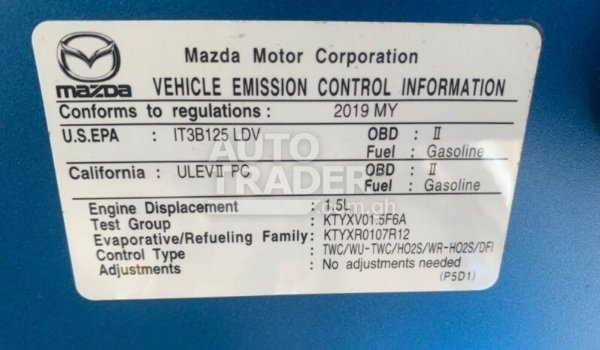 mazda
Mazda Motor Corporation
VEHICLE EMISSION CONTROL INFORMATION
Conforms to regulations : 2019 MY
U.S.EPA : IT3B125 LDV OBD : II
Fuel : Gasoline
California : ULEVII PC OBD : II
Fuel : Gasoline
AUTO
TRADER
.com.gh
Engine Displacement : 1.5L
Test Group : KTYXV01.5F6A
Evaporative/Refueling Family: KTYXR0107R12
Control Type : TWC/WU-TWC/HO2S/WR-HO2S/DFI
Adjustments : No adjustments needed
(P5D1)